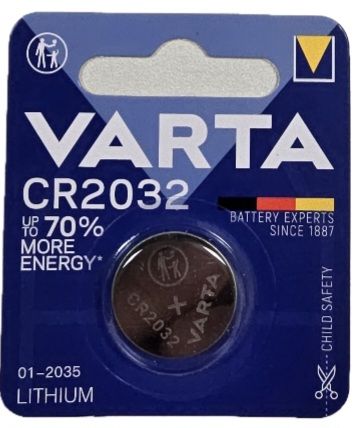 VARTA
CR2032
UP TO 70%
MORE
ENERGY*
BATTERY EXPERTS
SINCE 1887
CR2032
+
VARTA
CHILD SAFETY
01-2035
LITHIUM